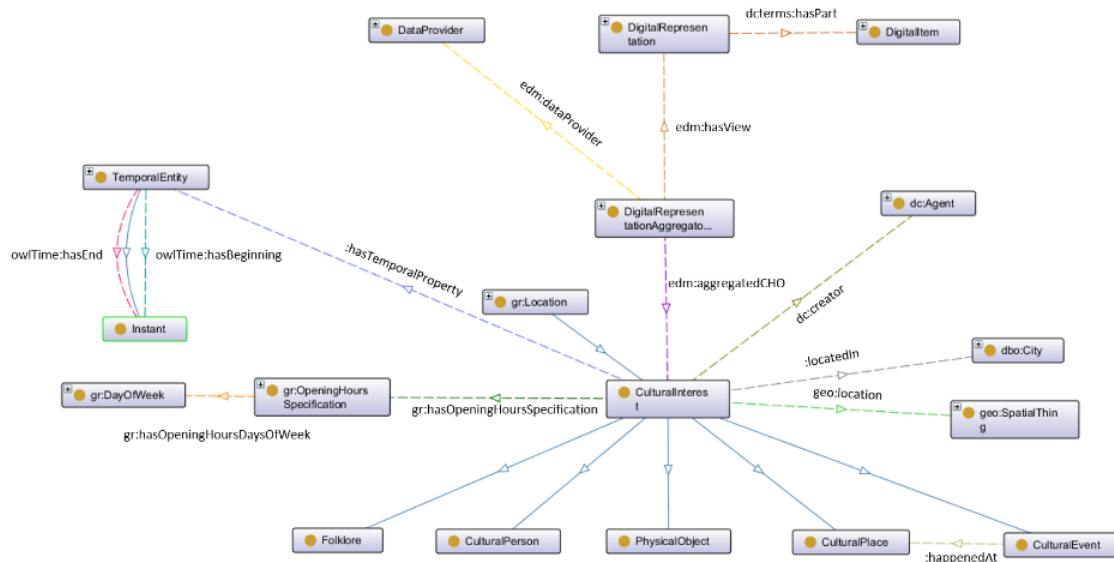 DataProvider
DigitalRepresen
tation
dcterms:hasPart
DigitalItem
edm:dataProvider
edm:hasView
TemporalEntity
DigitalRepresen
tationAggregato...
dc:Agent
owlTime:hasEnd
owlTime:hasBeginning
:hasTemporalProperty
edm:aggregatedCHO
dc:creator
gr:Location
Instant
:locatedIn
dbo:City
gr:DayOfWeek
gr:OpeningHours
Specification
gr:hasOpeningHoursSpecification
CulturalInteres
t
geo:location
geo:SpatialThin
g
gr:hasOpeningHoursDaysOfWeek
Folklore
CulturalPerson
PhysicalObject
CulturalPlace
:happenedAt
CulturalEvent